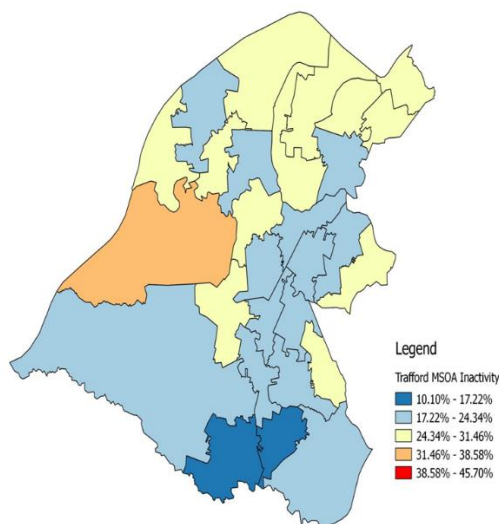 Legend
Trafford MSOA Inactivity
10.10% - 17.22%
17.22% - 24.34%
24.34% - 31.46%
31.46% - 38.58%
38.58% - 45.70%